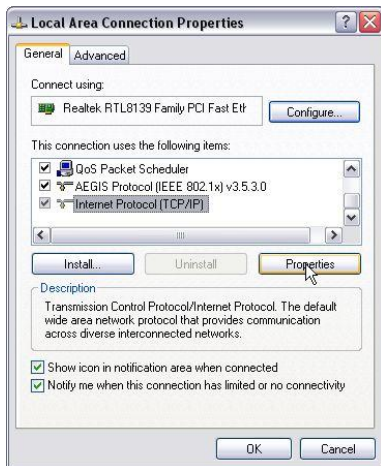 Local Area Connection Properties
General Advanced
Connect using:
Realtek RTL8139 Family PCI Fast Eth
Configure...
This connection uses the following items:
QoS Packet Scheduler
AEGIS Protocol (IEEE 802.1x) v3.5.3.0
Internet Protocol (TCP/IP)
Install... Uninstall Properties
Description
Transmission Control Protocol/Internet Protocol. The default
wide area network protocol that provides communication
across diverse interconnected networks.
Show icon in notification area when connected
Notify me when this connection has limited or no connectivity
OK Cancel